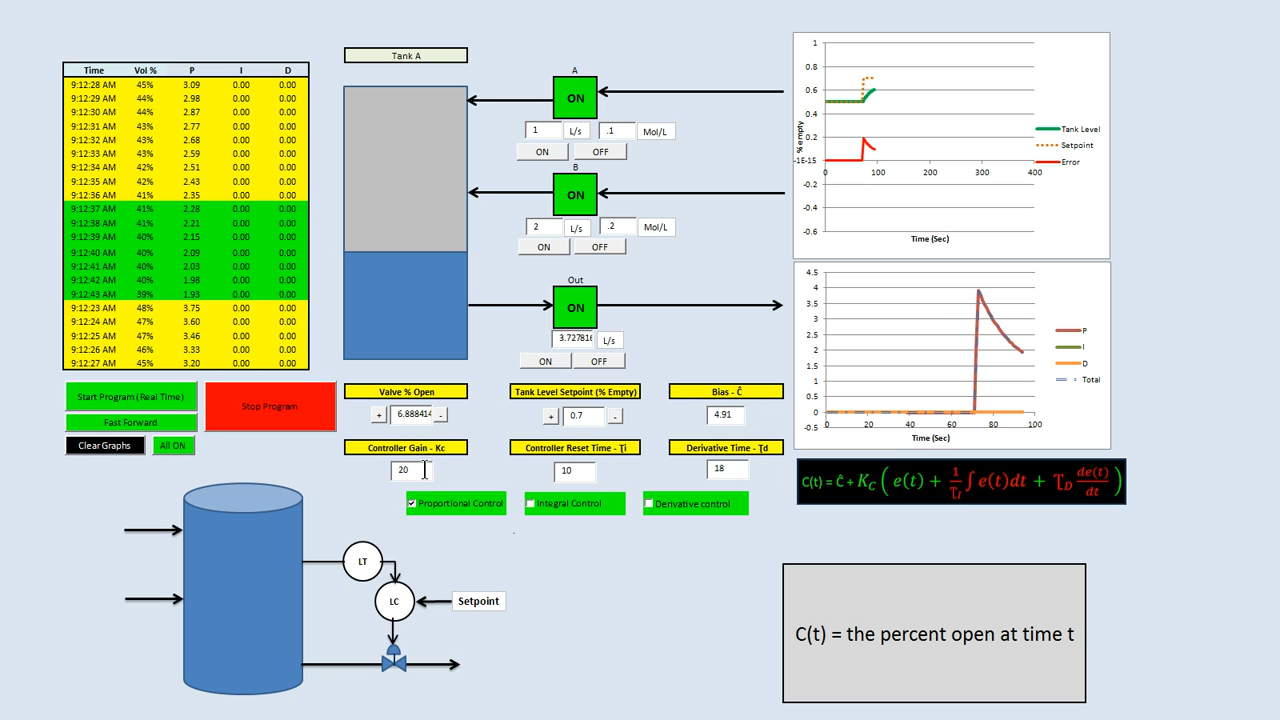 Tank A
Time Vol % P I D
9:12:28 AM 45% 3.09 0.00 0.00
9:12:29 AM 44% 2.98 0.00 0.00
9:12:30 AM 44% 2.87 0.00 0.00
9:12:31 AM 43% 2.77 0.00 0.00
9:12:32 AM 43% 2.68 0.00 0.00
9:12:33 AM 43% 2.59 0.00 0.00
9:12:34 AM 42% 2.51 0.00 0.00
9:12:35 AM 42% 2.43 0.00 0.00
9:12:36 AM 41% 2.35 0.00 0.00
9:12:37 AM 41% 2.28 0.00 0.00
9:12:38 AM 41% 2.21 0.00 0.00
9:12:39 AM 40% 2.15 0.00 0.00
9:12:40 AM 40% 2.09 0.00 0.00
9:12:41 AM 40% 2.03 0.00 0.00
9:12:42 AM 40% 1.98 0.00 0.00
9:12:43 AM 39% 1.93 0.00 0.00
9:12:23 AM 48% 3.75 0.00 0.00
9:12:24 AM 47% 3.60 0.00 0.00
9:12:25 AM 47% 3.46 0.00 0.00
9:12:26 AM 46% 3.33 0.00 0.00
9:12:27 AM 45% 3.20 0.00 0.00
Start Program (Real Time)
Fast Forward
Clear Graphs All ON
Stop Program
A
ON
1 L/s .1 Mol/L
ON OFF
B
ON
2 L/s .2 Mol/L
ON OFF
Out
ON
3.727816 L/s
ON OFF
Valve % Open
+ 6.888414 -
Tank Level Setpoint (% Empty)
+ 0.7 -
Bias - Ĉ
4.91
Controller Gain - Kc
20
Controller Reset Time - Ʈi
10
Derivative Time - Ʈd
18
Proportional Control
Integral Control
Derivative control
1
0.8
0.6
0.4
0.2
-1E-15
-0.2
-0.4
-0.6
0 100 200 300 400
% empty
Time (Sec)
Tank Level
Setpoint
Error
4.5
4
3.5
3
2.5
2
1.5
1
0.5
0
-0.5
0 20 40 60 80 100
Time (Sec)
P
I
D
Total
C(t) = Ĉ + K_C ( e(t) + 1/Ʈ_I ∫ e(t)dt + Ʈ_D de(t)/dt )
LT
LC
Setpoint
C(t) = the percent open at time t